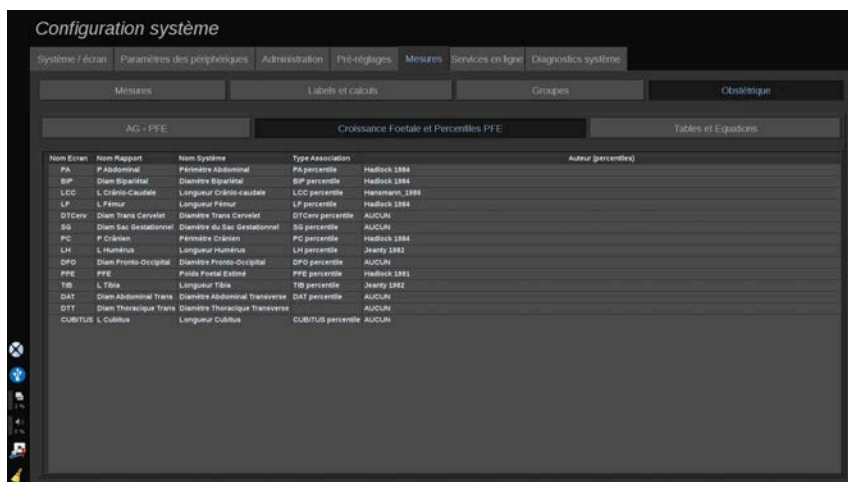 Configuration système
Système / écran Paramètres des périphériques Administration Pré-réglages Mesures Services en ligne Diagnostics système
Mesures Labels et calculs Groupes Obstétrique
AG - PFE Croissance Foetale et Percentiles PFE Tables et Equations
Nom Ecran Nom Rapport Nom Système Type Association Auteur (percentiles)
PA P Abdominal Périmètre Abdominal PA percentile Hadlock 1984
BIP Diam Bipariétal Diamètre Bipariétal BIP percentile Hadlock 1984
LCC L Crânio-Caudale Longueur Crânio-caudale LCC percentile Hansmann_1986
LF L Fémur Longueur Fémur LF percentile Hadlock 1984
DTCerv Diam Trans Cervelet Diamètre Trans Cervelet DTCerv percentile AUCUN
SG Diam Sac Gestationnel Diamètre du Sac Gestationnel SG percentile AUCUN
PC P Crânien Périmètre Crânien PC percentile Hadlock 1984
LH L Humérus Longueur Humérus LH percentile Jeanty 1982
DFO Diam Fronto-Occipital Diamètre Fronto-Occipital DFO percentile AUCUN
PFE PFE Poids Foetal Estimé PFE percentile Hadlock 1991
TIB L Tibia Longueur Tibia TIB percentile Jeanty 1982
DAT Diam Abdominal Trans Diamètre Abdominal Transverse DAT percentile AUCUN
DTT Diam Thoracique Trans Diamètre Thoracique Transverse AUCUN
CUBITUS L Cubitus Longueur Cubitus CUBITUS percentile AUCUN